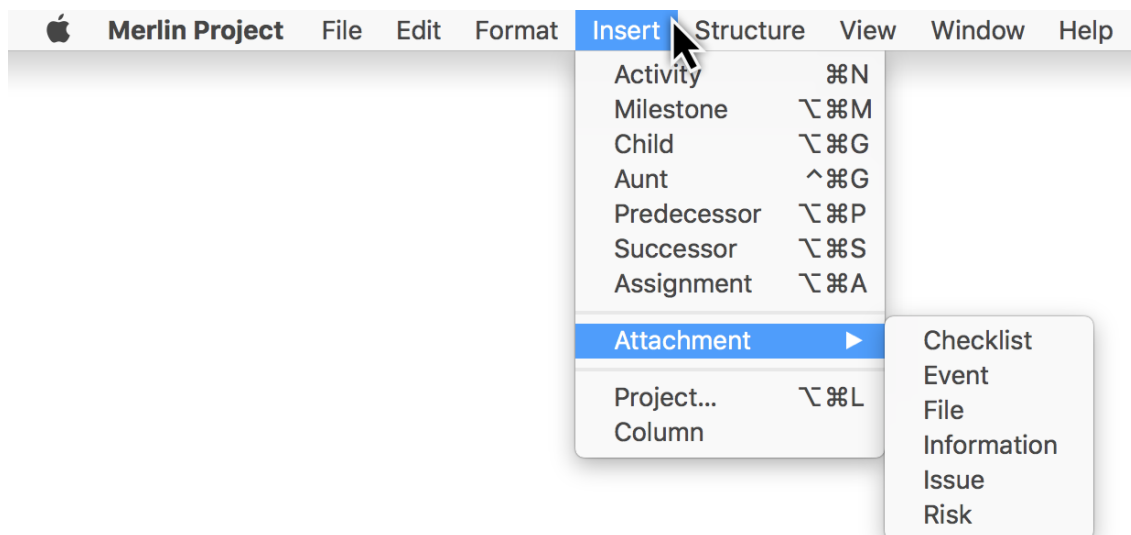 Merlin Project File Edit Format Insert Structure View Window Help
Activity ⌘N
Milestone ⌥⌘M
Child ⌥⌘G
Aunt ^⌘G
Predecessor ⌥⌘P
Successor ⌥⌘S
Assignment ⌥⌘A
Attachment ▶
Checklist
Event
File
Information
Issue
Risk
Project... ⌥⌘L
Column